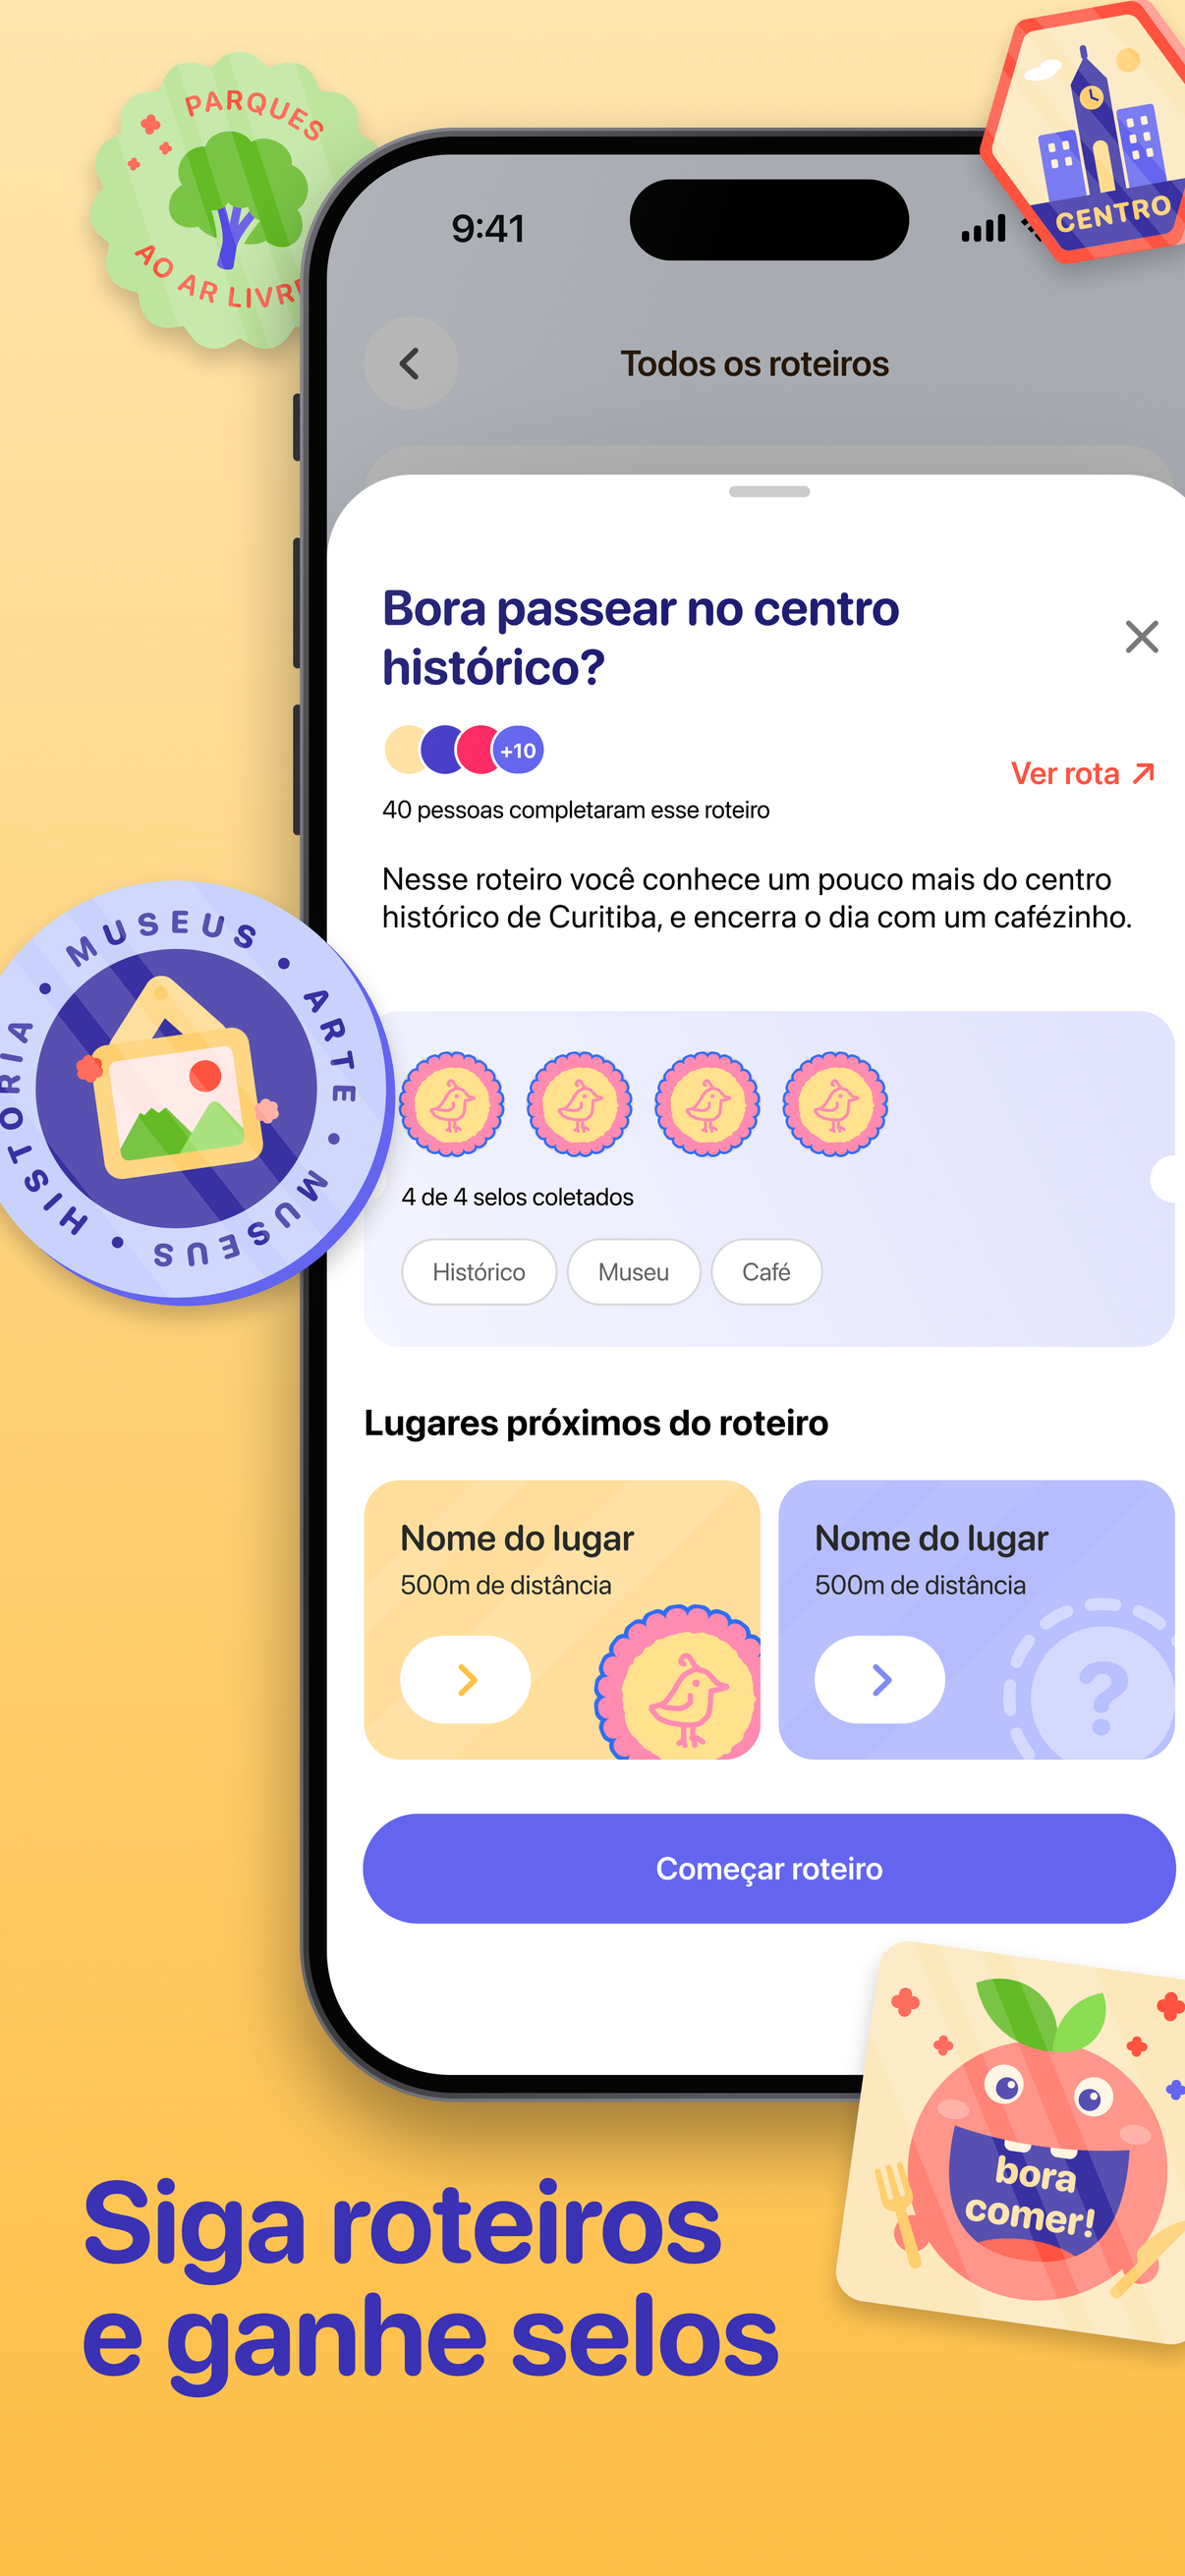 PARQUES
AO AR LIVRE
CENTRO
9:41
Todos os roteiros
Bora passear no centro
histórico?
+10
Ver rota
40 pessoas completaram esse roteiro
Nesse roteiro você conhece um pouco mais do centro
histórico de Curitiba, e encerra o dia com um cafézinho.
MUSEUS • ARTE • MUSEUS • HISTORIA •
4 de 4 selos coletados
Histórico
Museu
Café
Lugares próximos do roteiro
Nome do lugar
500m de distância
Nome do lugar
500m de distância
?
Começar roteiro
bora
comer!
Siga roteiros
e ganhe selos